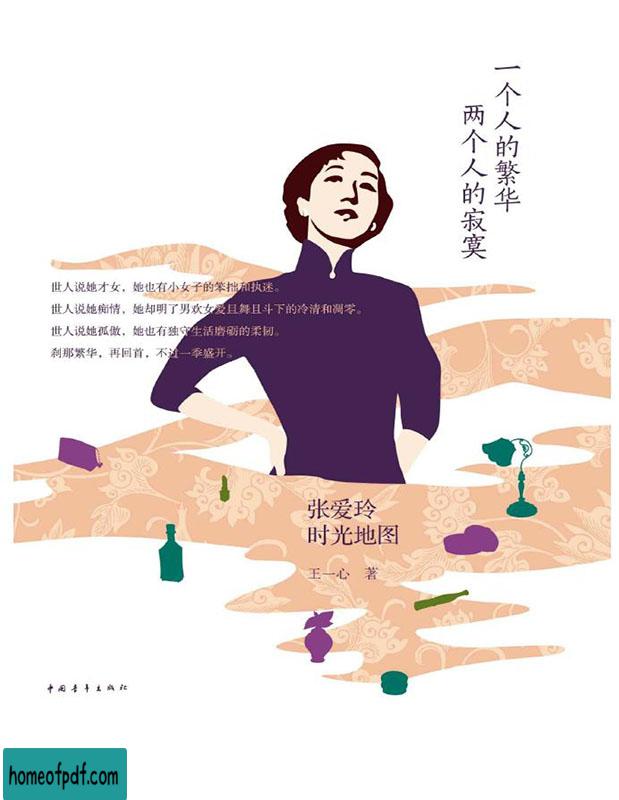 一个人的繁华
两个人的寂寞
世人说她才女，她也有小女子的笨拙和执迷。
世人说她痴情，她却明了男欢女爱且舞且斗下的冷清和凋零。
世人说她孤傲，她也有独守生活磨砺的柔韧。
刹那繁华，再回首，不过一季盛开。
张爱玲
时光地图
王一心 著
中国青年出版社
homeofpdf.com